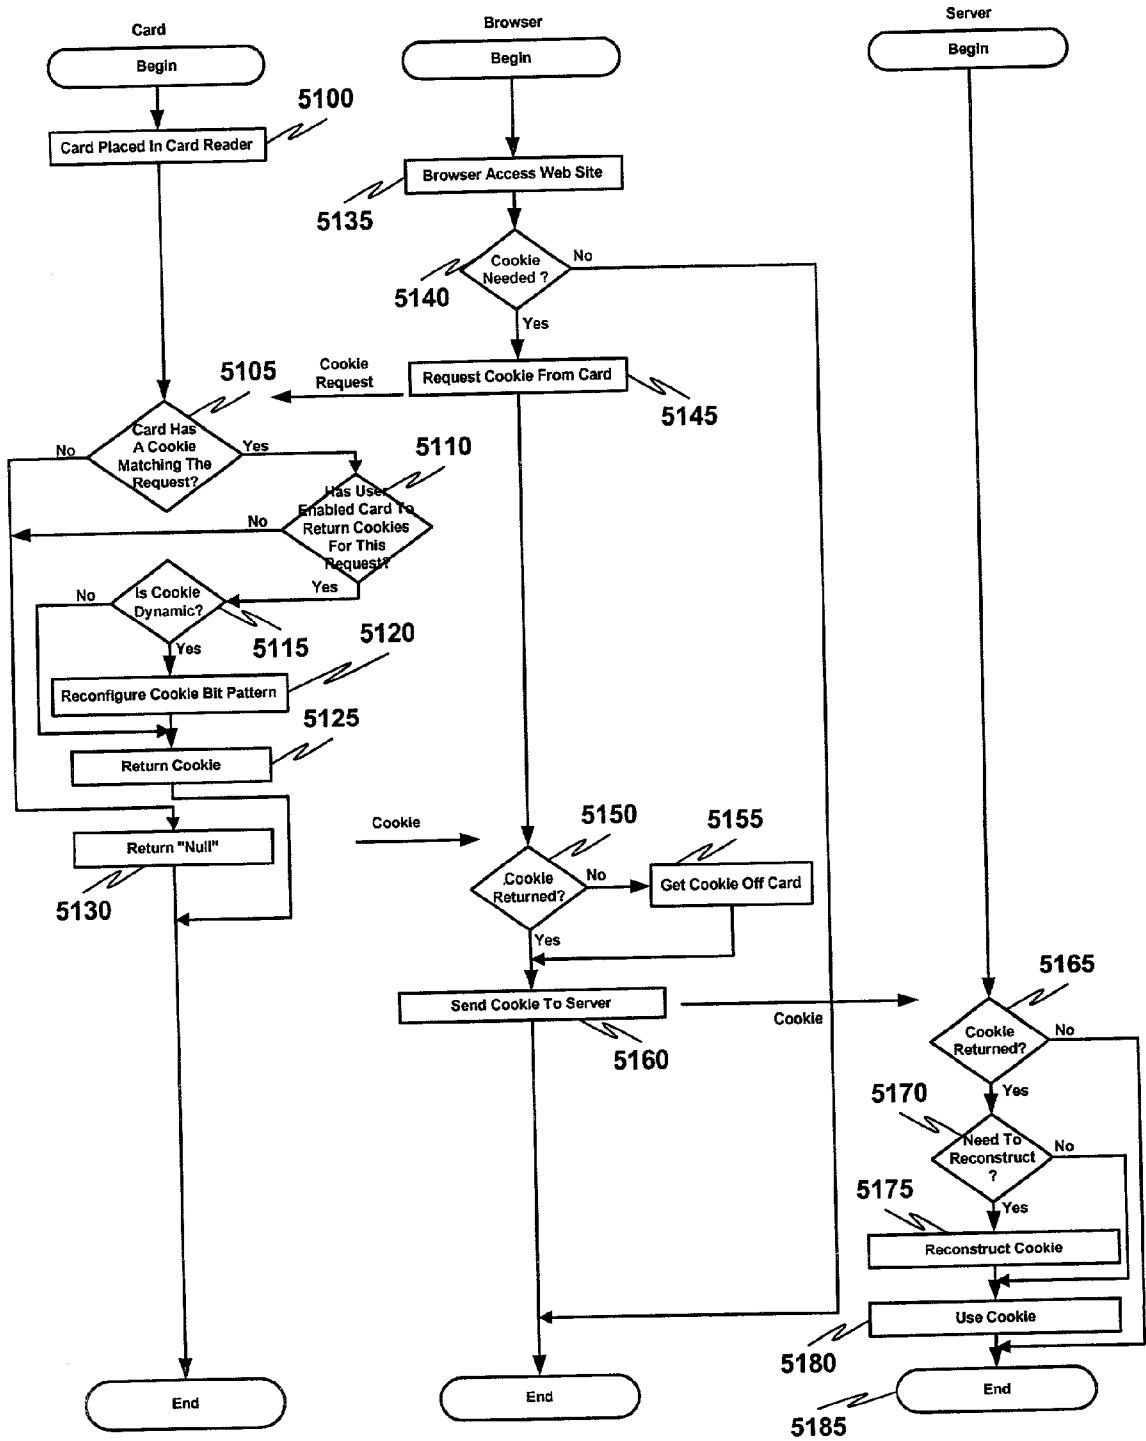 Card
Begin
5100
Card Placed In Card Reader
5105
Card Has
A Cookie
Matching The
Request?
No
Yes
5110
Has User
Enabled Card To
Return Cookies
For This
Request?
No
Yes
Is Cookie
Dynamic?
No
5115
Yes
5120
Reconfigure Cookie Bit Pattern
5125
Return Cookie
Return "Null"
5130
End
Browser
Begin
Browser Access Web Site
5135
Cookie
Needed ?
No
5140
Yes
Cookie
Request
Request Cookie From Card
5145
Cookie
5150
Cookie
Returned?
No
5155
Get Cookie Off Card
Yes
Send Cookie To Server
5160
Cookie
End
Server
Begin
5165
Cookie
Returned?
No
Yes
5170
Need To
Reconstruct
?
No
Yes
5175
Reconstruct Cookie
Use Cookie
5180
End
5185